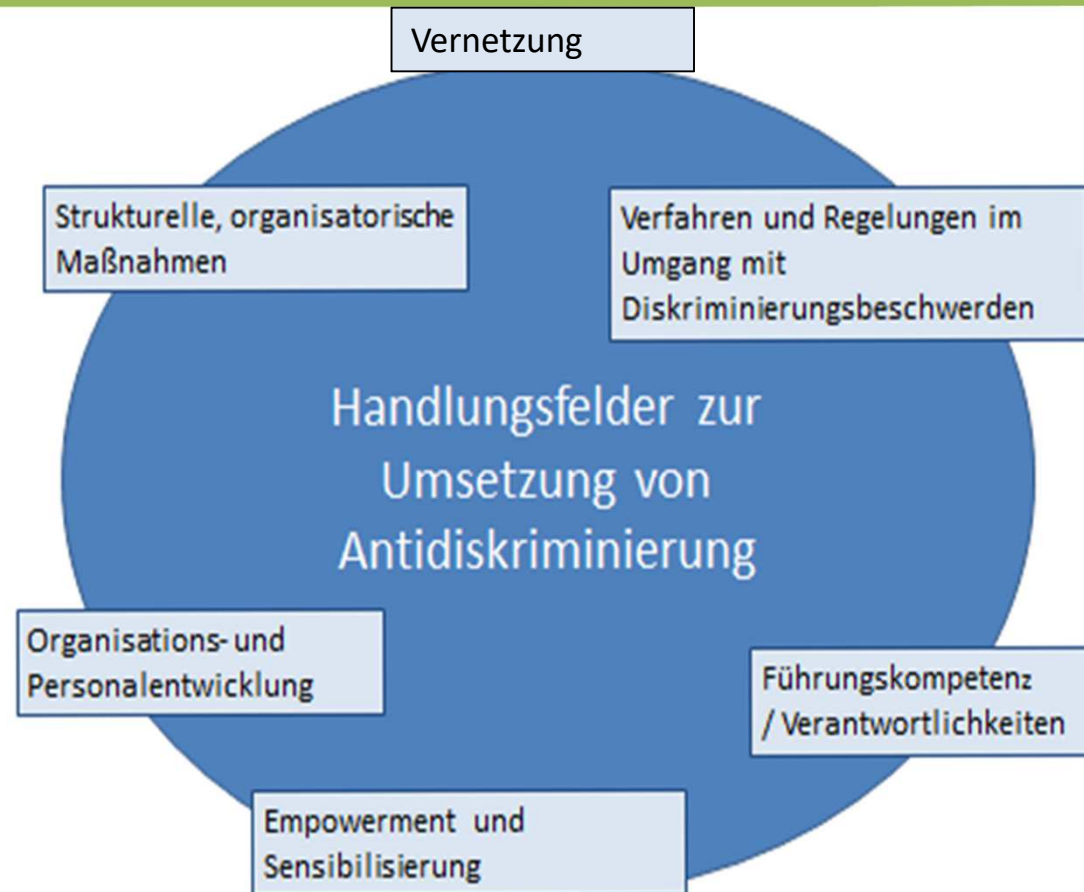 Vernetzung
Strukturelle, organisatorische
Maßnahmen
Verfahren und Regelungen im
Umgang mit
Diskriminierungsbeschwerden
Handlungsfelder zur
Umsetzung von
Antidiskriminierung
Organisations- und
Personalentwicklung
Führungskompetenz
/ Verantwortlichkeiten
Empowerment und
Sensibilisierung